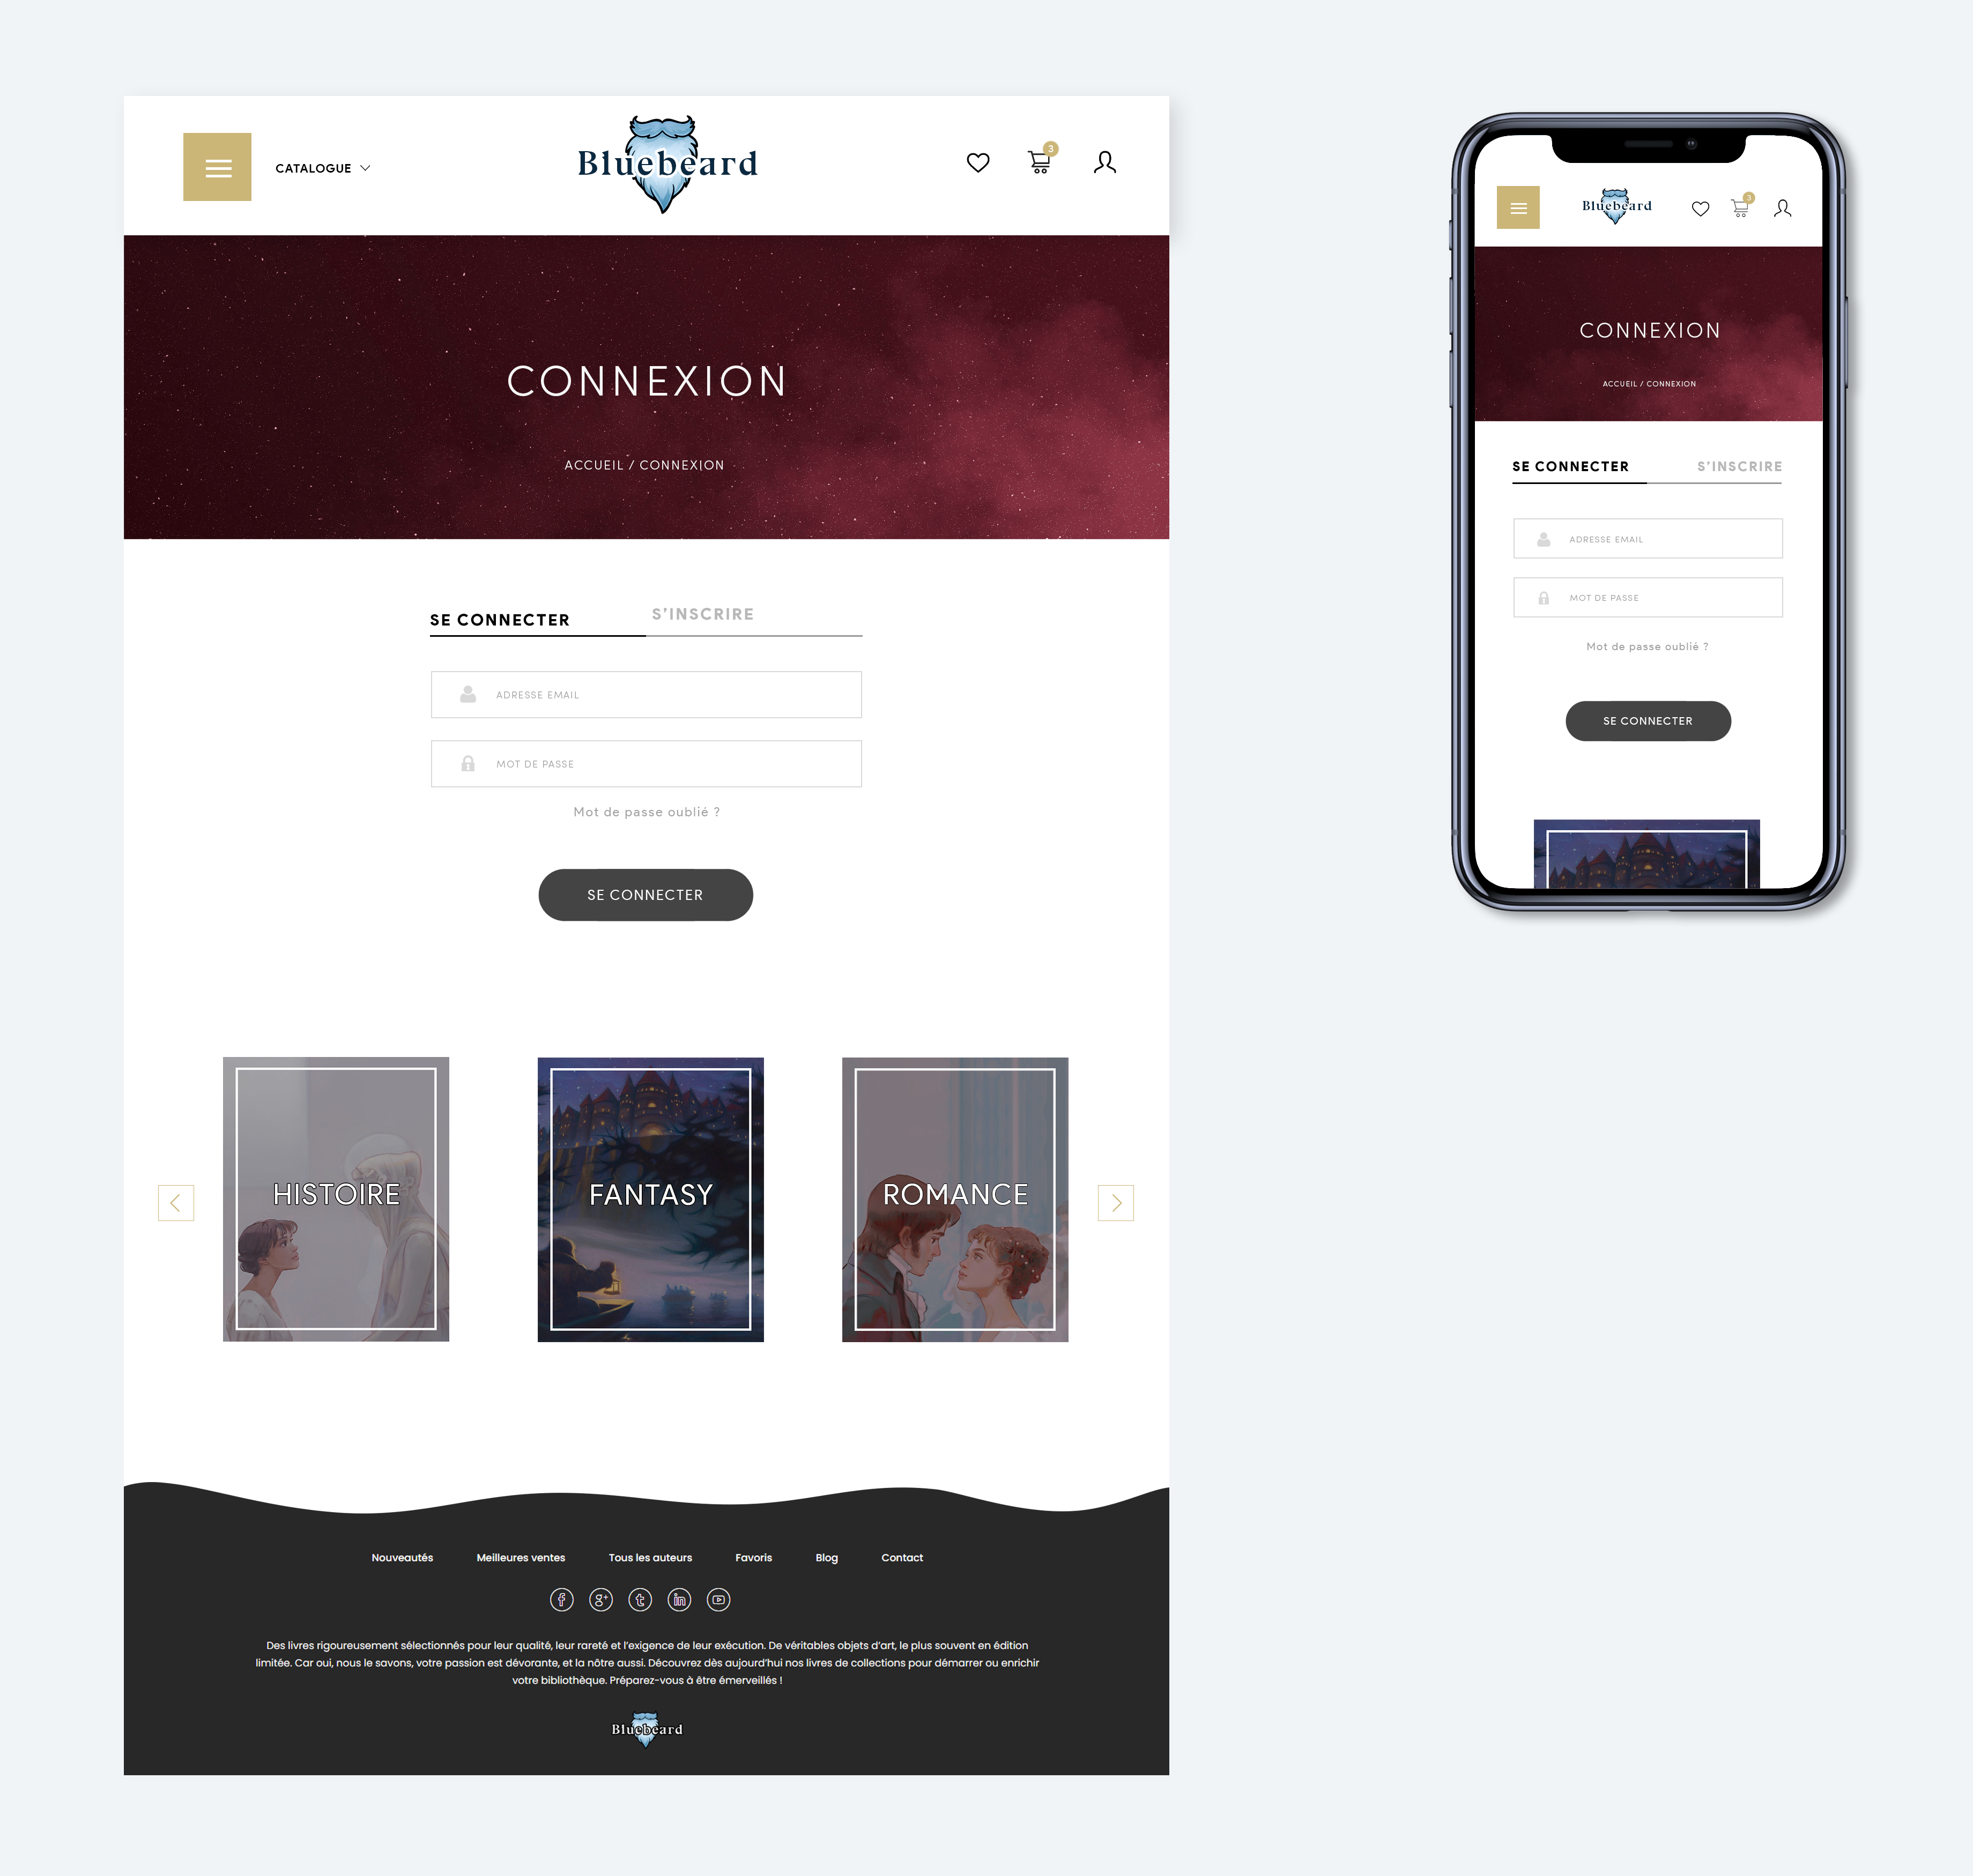 CATALOGUE
Bluebeard
3
CONNEXION
ACCUEIL / CONNEXION
SE CONNECTER
S'INSCRIRE
ADRESSE EMAIL
MOT DE PASSE
Mot de passe oublié ?
SE CONNECTER
HISTOIRE
FANTASY
ROMANCE
Nouveautés
Meilleures ventes
Tous les auteurs
Favoris
Blog
Contact
Des livres rigoureusement sélectionnés pour leur qualité, leur rareté et l'exigence de leur exécution. De véritables objets d'art, le plus souvent en édition
limitée. Car oui, nous le savons, votre passion est dévorante, et la nôtre aussi. Découvrez dès aujourd'hui nos livres de collections pour démarrer ou enrichir
votre bibliothèque. Préparez-vous à être émerveillés !
Bluebeard
Bluebeard
3
CONNEXION
ACCUEIL / CONNEXION
SE CONNECTER
S'INSCRIRE
ADRESSE EMAIL
MOT DE PASSE
Mot de passe oublié ?
SE CONNECTER